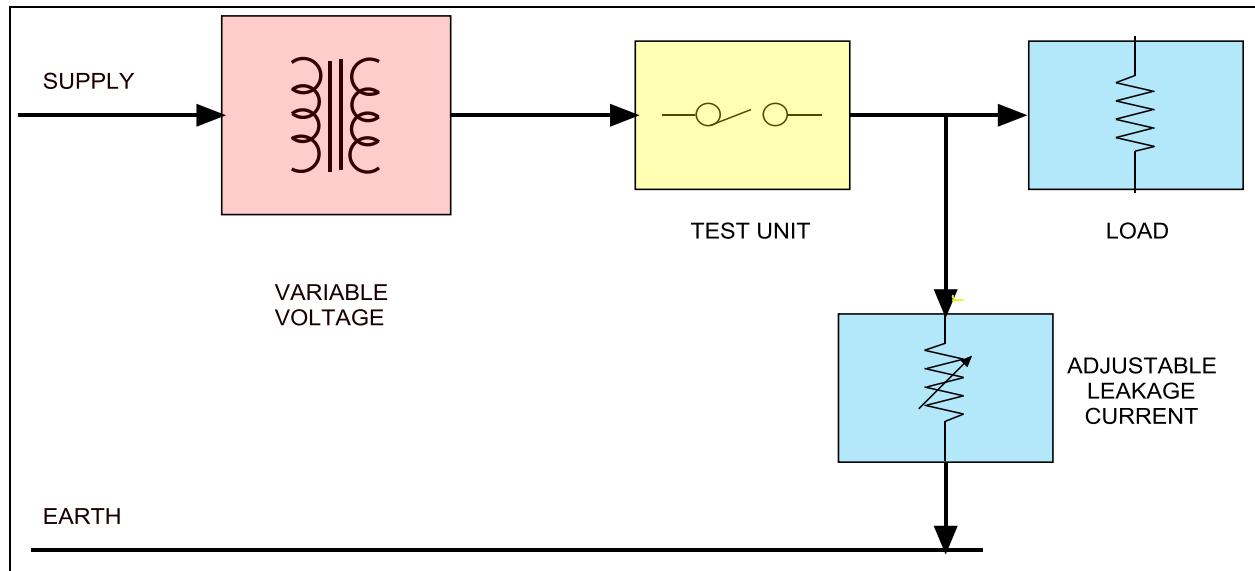 SUPPLY
TEST UNIT
LOAD
VARIABLE
VOLTAGE
ADJUSTABLE
LEAKAGE
CURRENT
EARTH